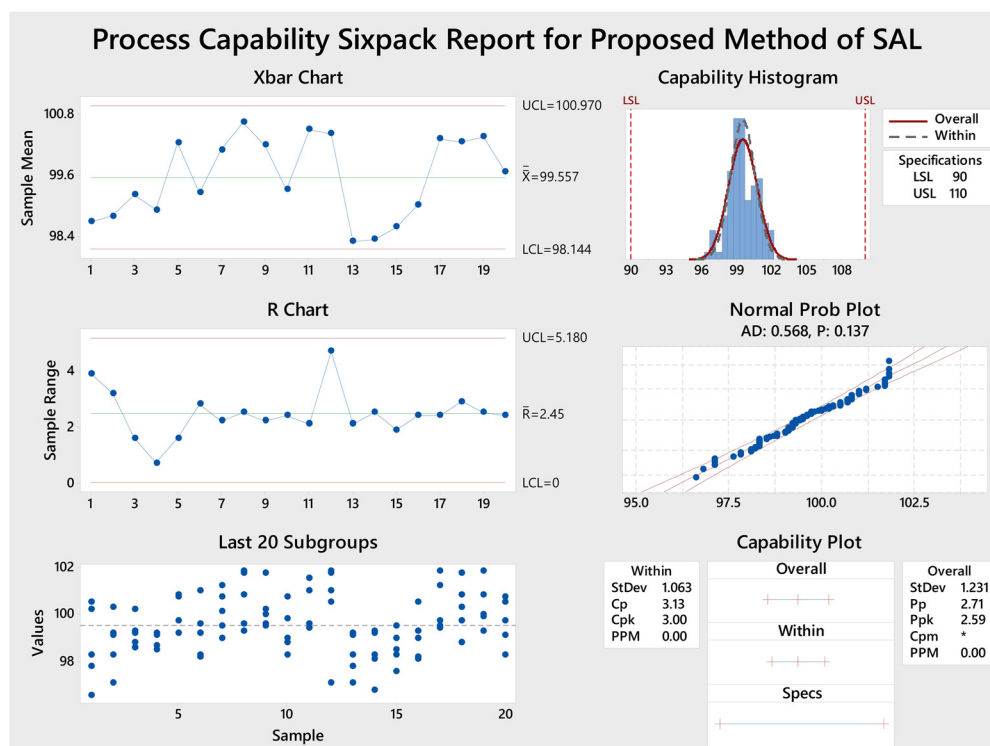 Process Capability Sixpack Report for Proposed Method of SAL
Xbar Chart
Sample Mean
100.8
99.6
98.4
UCL=100.970
X̿=99.557
LCL=98.144
1 3 5 7 9 11 13 15 17 19
Capability Histogram
LSL USL
Overall
Within
Specifications
LSL 90
USL 110
90 93 96 99 102 105 108
R Chart
Sample Range
4
2
0
UCL=5.180
R̄=2.45
LCL=0
1 3 5 7 9 11 13 15 17 19
Normal Prob Plot
AD: 0.568, P: 0.137
95.0 97.5 100.0 102.5
Last 20 Subgroups
Values
102
100
98
5 10 15 20
Sample
Capability Plot
Within
StDev 1.063
Cp 3.13
Cpk 3.00
PPM 0.00
Overall
Within
Specs
Overall
StDev 1.231
Pp 2.71
Ppk 2.59
Cpm *
PPM 0.00